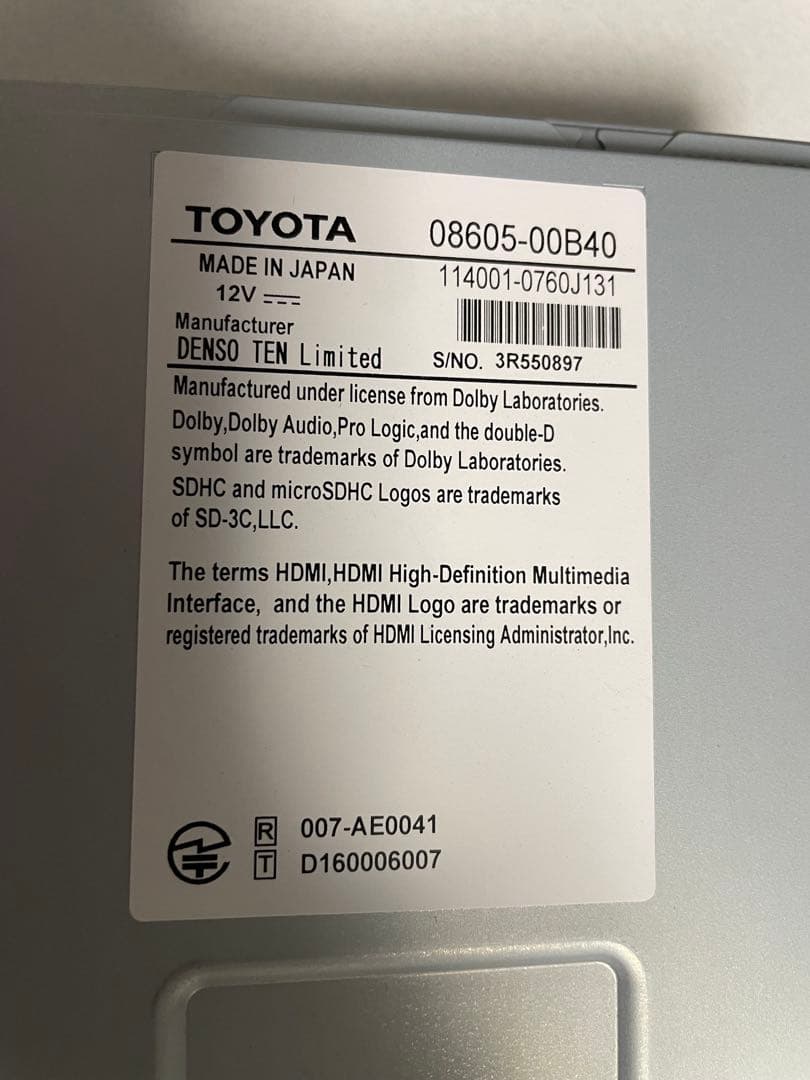 TOYOTA 08605-00B40
MADE IN JAPAN 114001-0760J131
12V
Manufacturer
DENSO TEN Limited S/NO. 3R550897
Manufactured under license from Dolby Laboratories.
Dolby,Dolby Audio,Pro Logic,and the double-D
symbol are trademarks of Dolby Laboratories.
SDHC and microSDHC Logos are trademarks
of SD-3C,LLC.
The terms HDMI,HDMI High-Definition Multimedia
Interface, and the HDMI Logo are trademarks or
registered trademarks of HDMI Licensing Administrator,Inc.
R 007-AE0041
T D160006007